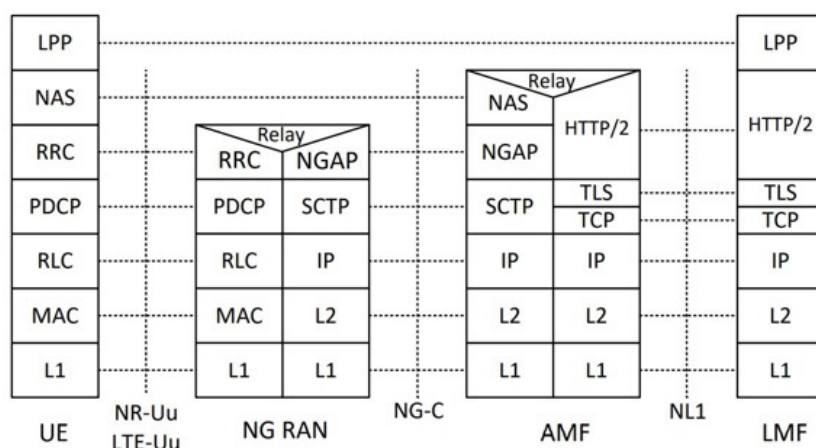 LPP LPP
NAS Relay
NAS HTTP/2 HTTP/2
RRC Relay NGAP
RRC NGAP
PDCP PDCP SCTP SCTP TLS TLS
TCP TCP
RLC RLC IP IP IP IP
MAC MAC L2 L2 L2 L2
L1 L1 L1 L1 L1 L1
UE NR-Uu NG RAN NG-C AMF NL1 LMF
LTE-Uu